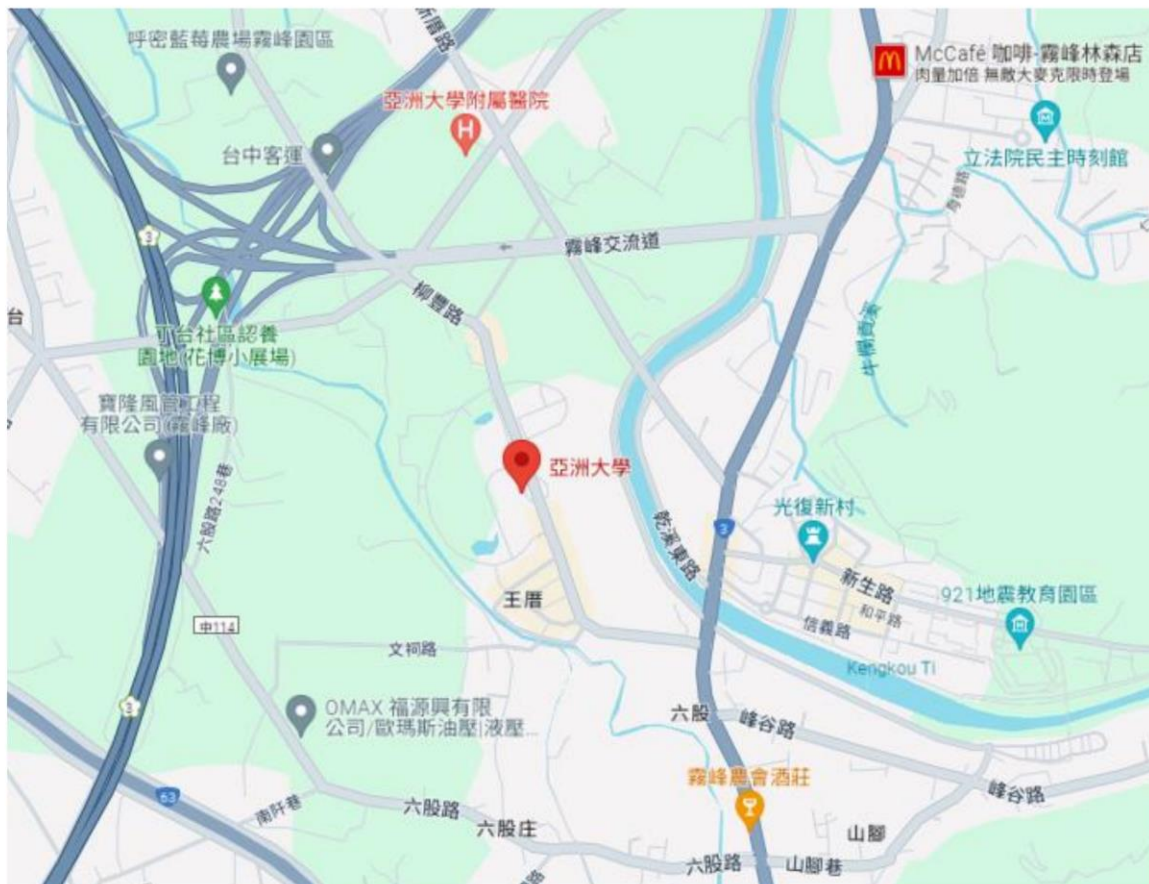 新厝路
呼密藍莓農場霧峰園區
McCafé 咖啡-霧峰林森店
肉量加倍 無敵大麥克限時登場
亞洲大學附屬醫院
台中客運
立法院民主時刻館
霧峰交流道
3
柳豐路
台
丁台社區認養
園地(花博小展場)
牛欄貢溪
寶隆風管工程
有限公司(霧峰廠)
亞洲大學
六股路248巷
光復新村
3
乾溪東路
新生路
王厝
921地震教育園區
和平路
信義路
中114
文祠路
Kengkou Ti
3
OMAX 福源興有限
公司/歐瑪斯油壓|液壓...
六股
峰谷路
霧峰農會酒莊
63
峰谷路
南阡巷
六股路
六股庄
山腳
六股路
山腳巷